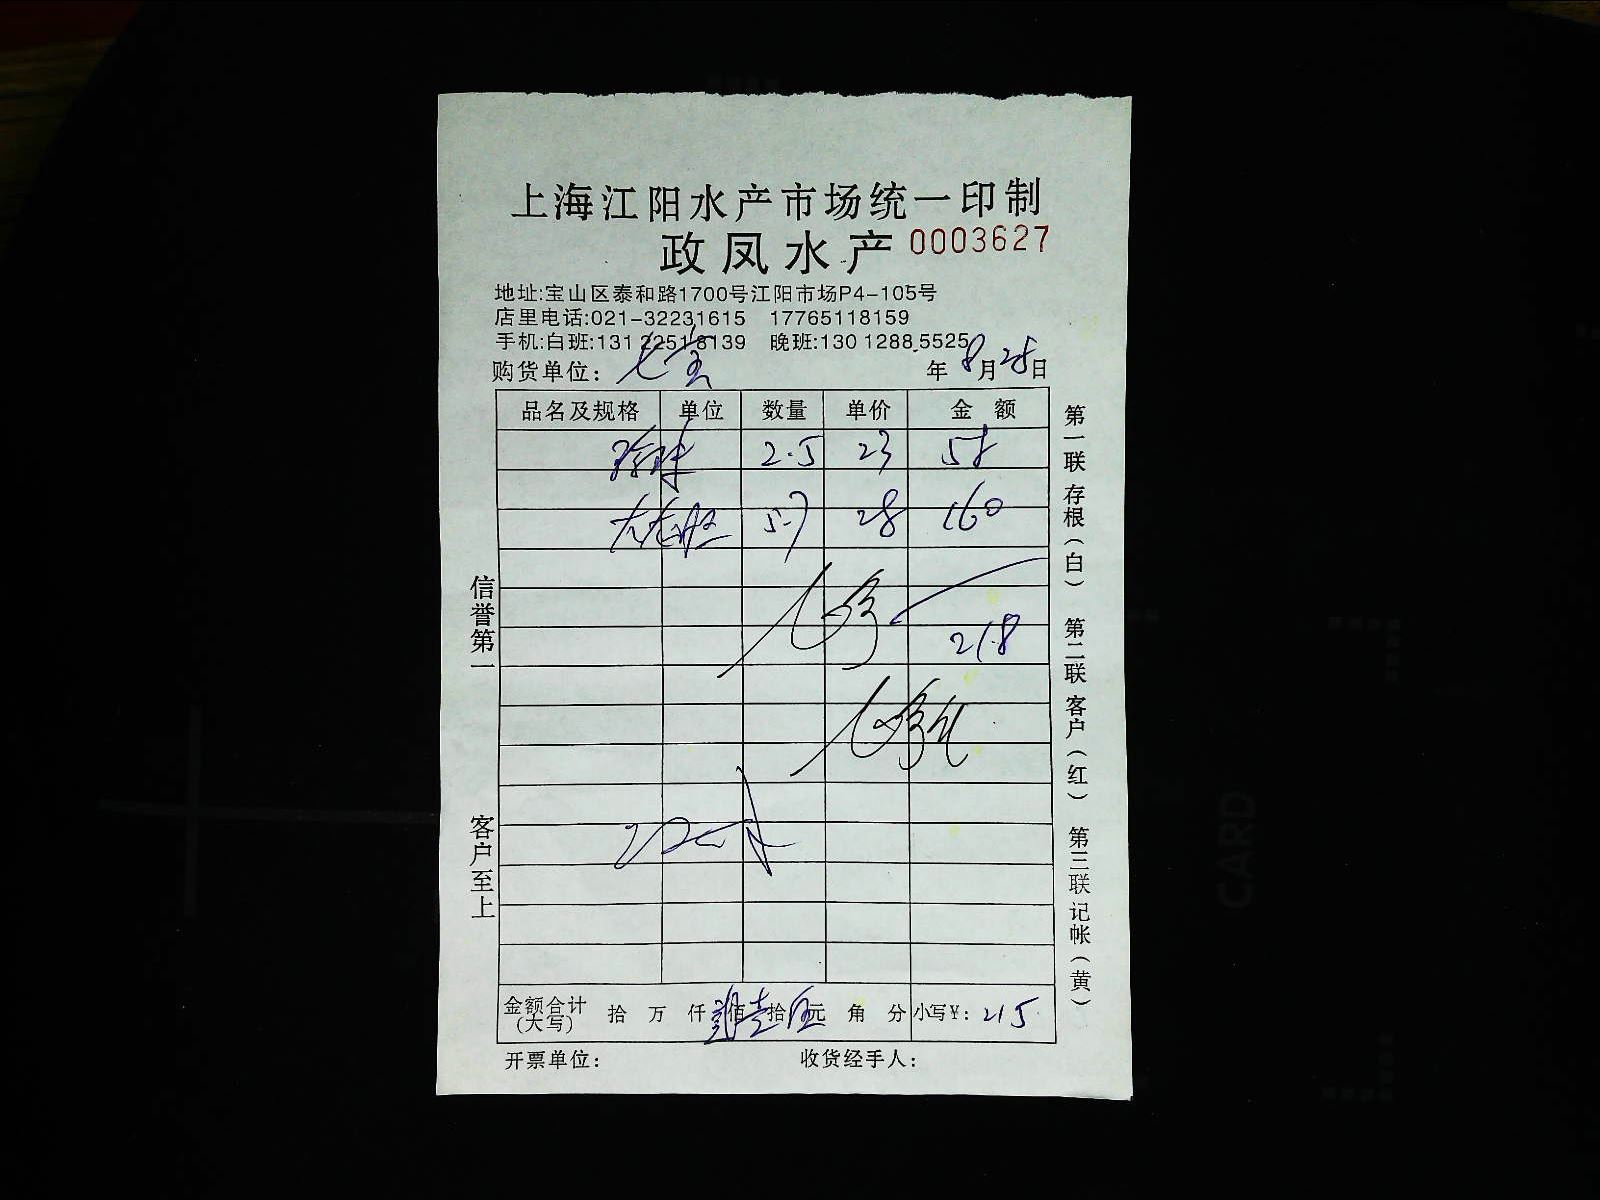 上海江阳水产市场统一印制
政凤水产 0003627
地址:宝山区泰和路1700号江阳市场P4-105号
店里电话:021-32231615 17765118159
手机:白班:131 2251 8139 晚班:130 1288 5525
购货单位: 七宝 年 8月28日
品名及规格 单位 数量 单价 金额
2.5 23 58
5.7 28 160
218
金额合计(大写) 拾 万 仟 贰佰壹拾伍元 角 分 小写¥: 215
开票单位: 收货经手人:
信誉第一
客户至上
第一联存根(白) 第二联客户(红) 第三联记帐(黄)